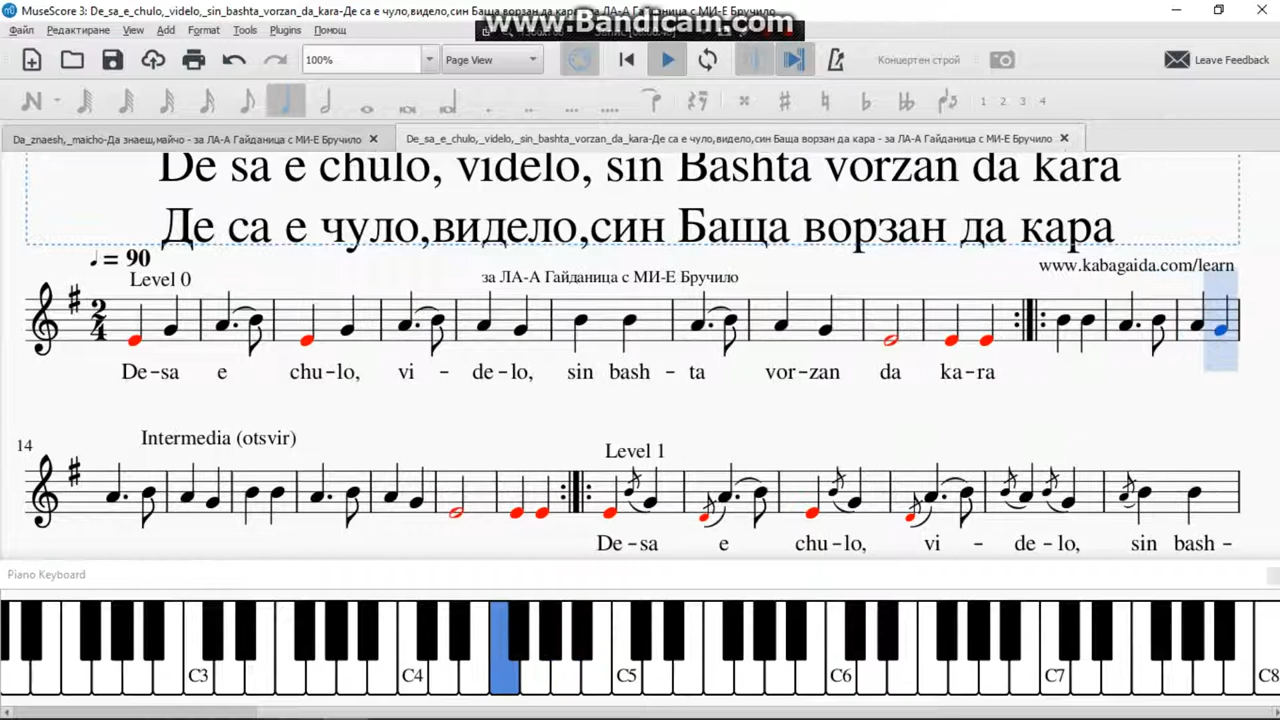 MuseScore 3: De_sa_e_chulo,_videlo,_sin_bashta_vorzan_da_kara-Де са е чуло,видело,син Баща ворзан да кара - за ЛА-А Гайданица с МИ-Е Бручило
www.Bandicam.com
Файл Редактиране View Add Format Tools Plugins Помощ
100% Page View Концертен строй Leave Feedback
1 2 3 4
Da_znaesh,_maicho-Да знаеш,майчо - за ЛА-А Гайданица с МИ-Е Бручило De_sa_e_chulo,_videlo,_sin_bashta_vorzan_da_kara-Де са е чуло,видело,син Баща ворзан да кара - за ЛА-А Гайданица с МИ-Е Бручило
De sa e chulo, videlo, sin Bashta vorzan da kara
Де са е чуло,видело,син Баща ворзан да кара
= 90
www.kabagaida.com/learn
Level 0 за ЛА-А Гайданица с МИ-Е Бручило
2
4
De-sa e chu-lo, vi - de-lo, sin bash - ta vor-zan da ka-ra
14 Intermedia (otsvir) Level 1
De-sa e chu-lo, vi - de-lo, sin bash-
Piano Keyboard
C3 C4 C5 C6 C7 C8